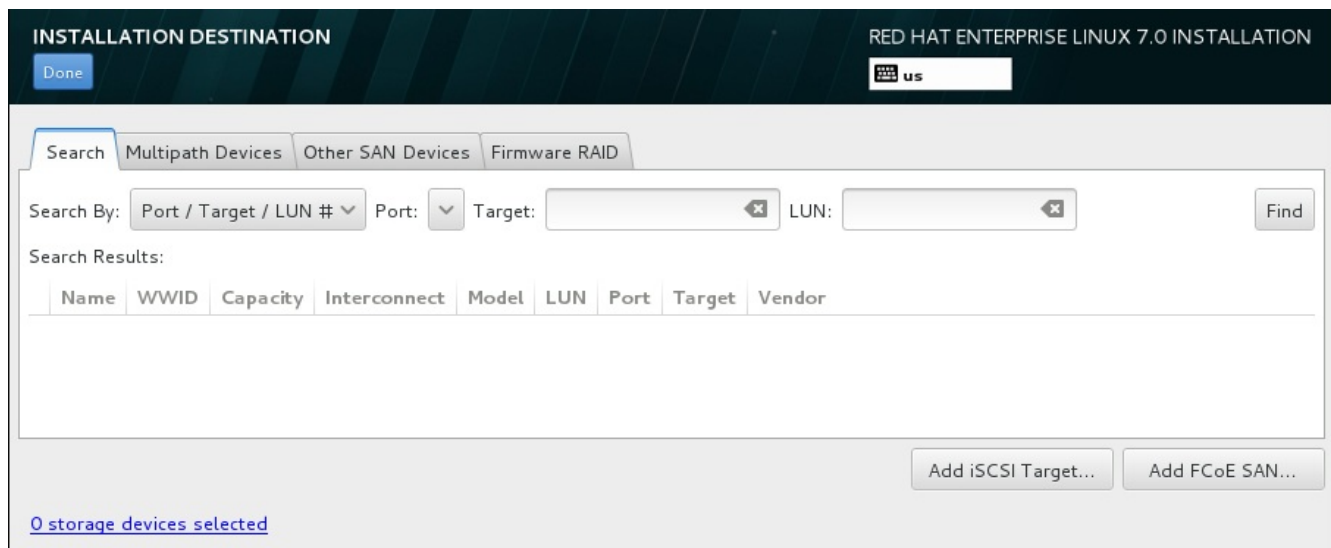 INSTALLATION DESTINATION
RED HAT ENTERPRISE LINUX 7.0 INSTALLATION
Done
us
Search Multipath Devices Other SAN Devices Firmware RAID
Search By: Port / Target / LUN # Port: Target: LUN: Find
Search Results:
Name WWID Capacity Interconnect Model LUN Port Target Vendor
Add iSCSI Target... Add FCoE SAN...
0 storage devices selected